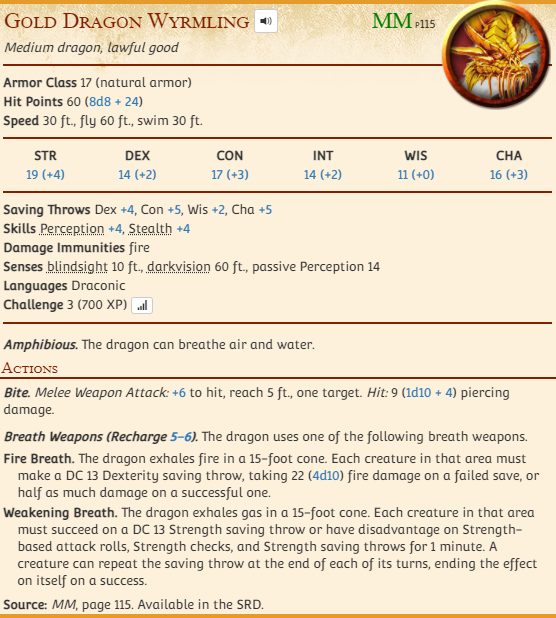 Gold Dragon Wyrmling MM p115
Medium dragon, lawful good
Armor Class 17 (natural armor)
Hit Points 60 (8d8 + 24)
Speed 30 ft., fly 60 ft., swim 30 ft.
STR DEX CON INT WIS CHA
19 (+4) 14 (+2) 17 (+3) 14 (+2) 11 (+0) 16 (+3)
Saving Throws Dex +4, Con +5, Wis +2, Cha +5
Skills Perception +4, Stealth +4
Damage Immunities fire
Senses blindsight 10 ft., darkvision 60 ft., passive Perception 14
Languages Draconic
Challenge 3 (700 XP)
Amphibious. The dragon can breathe air and water.
Actions
Bite. Melee Weapon Attack: +6 to hit, reach 5 ft., one target. Hit: 9 (1d10 + 4) piercing
damage.
Breath Weapons (Recharge 5–6). The dragon uses one of the following breath weapons.
Fire Breath. The dragon exhales fire in a 15-foot cone. Each creature in that area must
make a DC 13 Dexterity saving throw, taking 22 (4d10) fire damage on a failed save, or
half as much damage on a successful one.
Weakening Breath. The dragon exhales gas in a 15-foot cone. Each creature in that area
must succeed on a DC 13 Strength saving throw or have disadvantage on Strength-
based attack rolls, Strength checks, and Strength saving throws for 1 minute. A
creature can repeat the saving throw at the end of each of its turns, ending the effect
on itself on a success.
Source: MM, page 115. Available in the SRD.